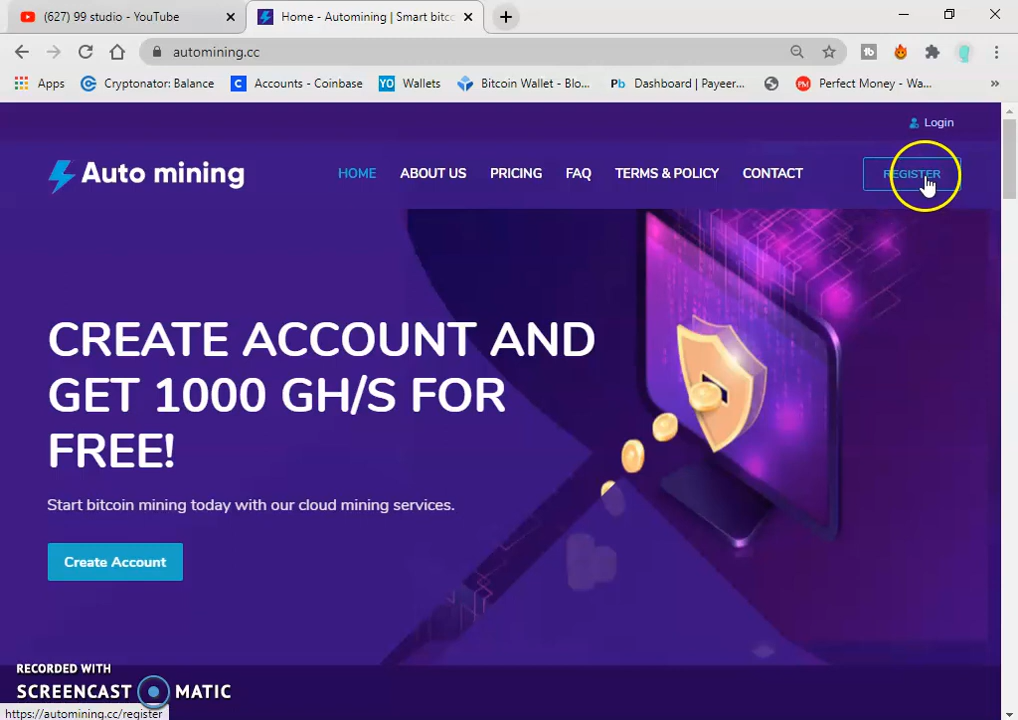 (627) 99 studio - YouTube
Home - Automining | Smart bitc
automining.cc
Apps
Cryptonator: Balance
C Accounts - Coinbase
YO Wallets
Bitcoin Wallet - Blo...
Pb Dashboard | Payeer...
PM Perfect Money - Wa...
Login
Auto mining
HOME
ABOUT US
PRICING
FAQ
TERMS & POLICY
CONTACT
REGISTER
CREATE ACCOUNT AND
GET 1000 GH/S FOR
FREE!
Start bitcoin mining today with our cloud mining services.
Create Account
RECORDED WITH
SCREENCAST MATIC
https://automining.cc/register